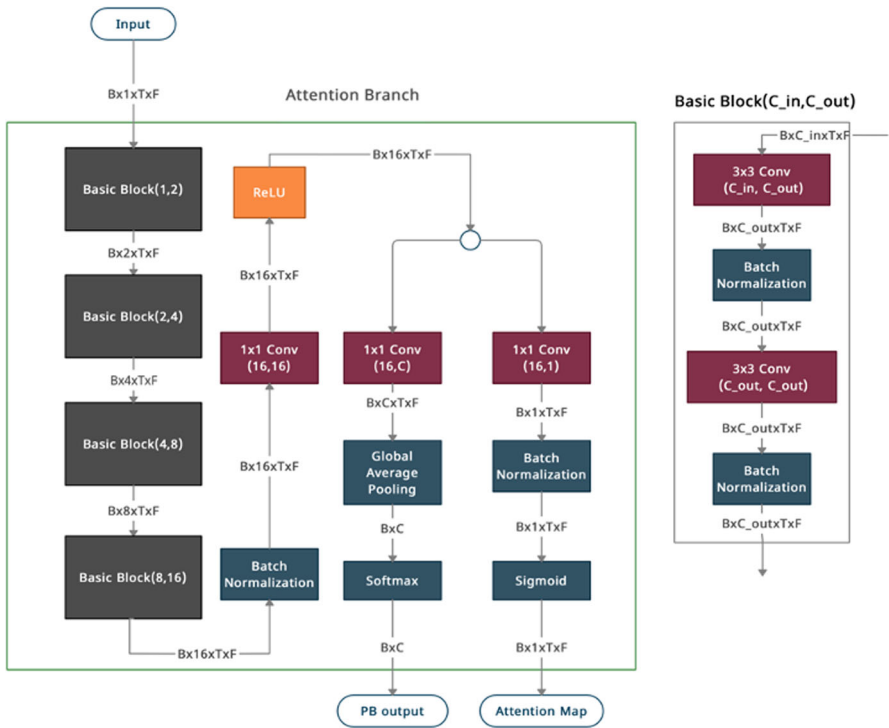 Input
Bx1xTxF
Attention Branch
Basic Block(1,2)
Bx2xTxF
Basic Block(2,4)
Bx4xTxF
Basic Block(4,8)
Bx8xTxF
Basic Block(8,16)
Bx16xTxF
Batch
Normalization
Bx16xTxF
1x1 Conv
(16,16)
Bx16xTxF
ReLU
Bx16xTxF
1x1 Conv
(16,C)
BxCxTxF
Global
Average
Pooling
BxC
Softmax
BxC
PB output
1x1 Conv
(16,1)
Bx1xTxF
Batch
Normalization
Bx1xTxF
Sigmoid
Bx1xTxF
Attention Map
Basic Block(C_in,C_out)
BxC_inxTxF
3x3 Conv
(C_in, C_out)
BxC_outxTxF
Batch
Normalization
BxC_outxTxF
3x3 Conv
(C_out, C_out)
BxC_outxTxF
Batch
Normalization
BxC_outxTxF